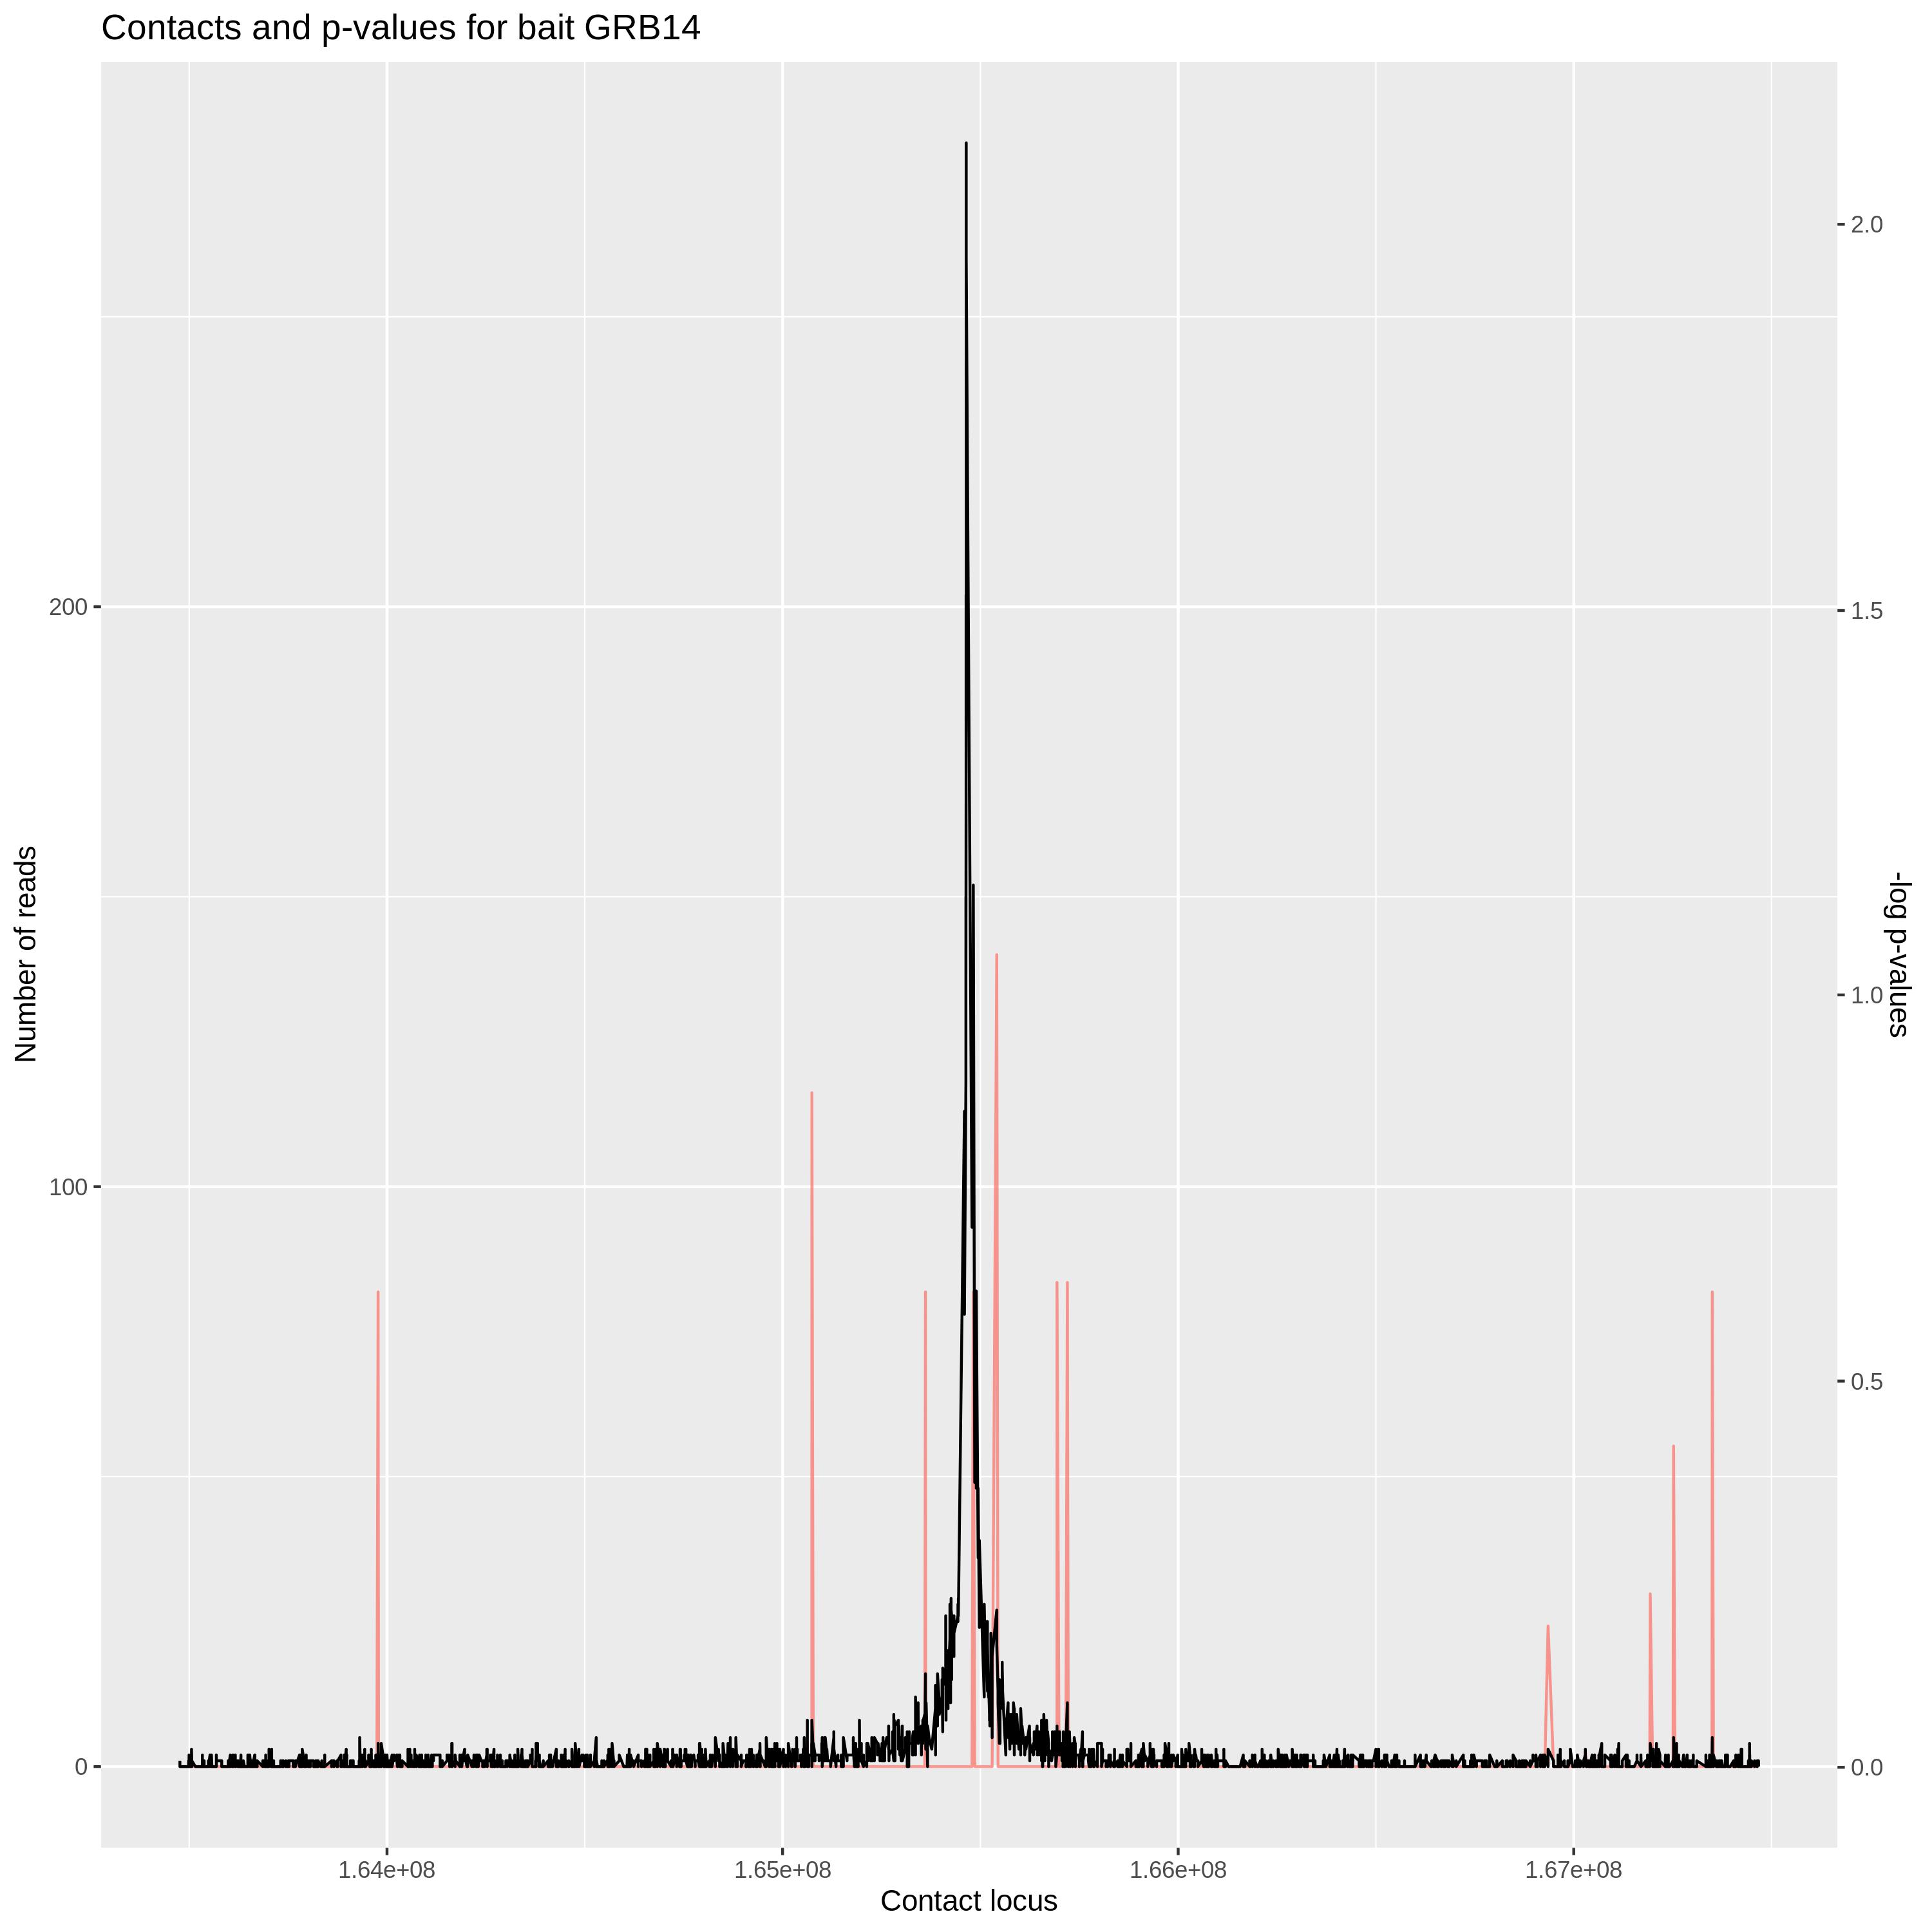 Contacts and p-values for bait GRB14
Number of reads
200
100
0
2.0
1.5
1.0
0.5
0.0
-log p-values
1.64e+08
1.65e+08
1.66e+08
1.67e+08
Contact locus